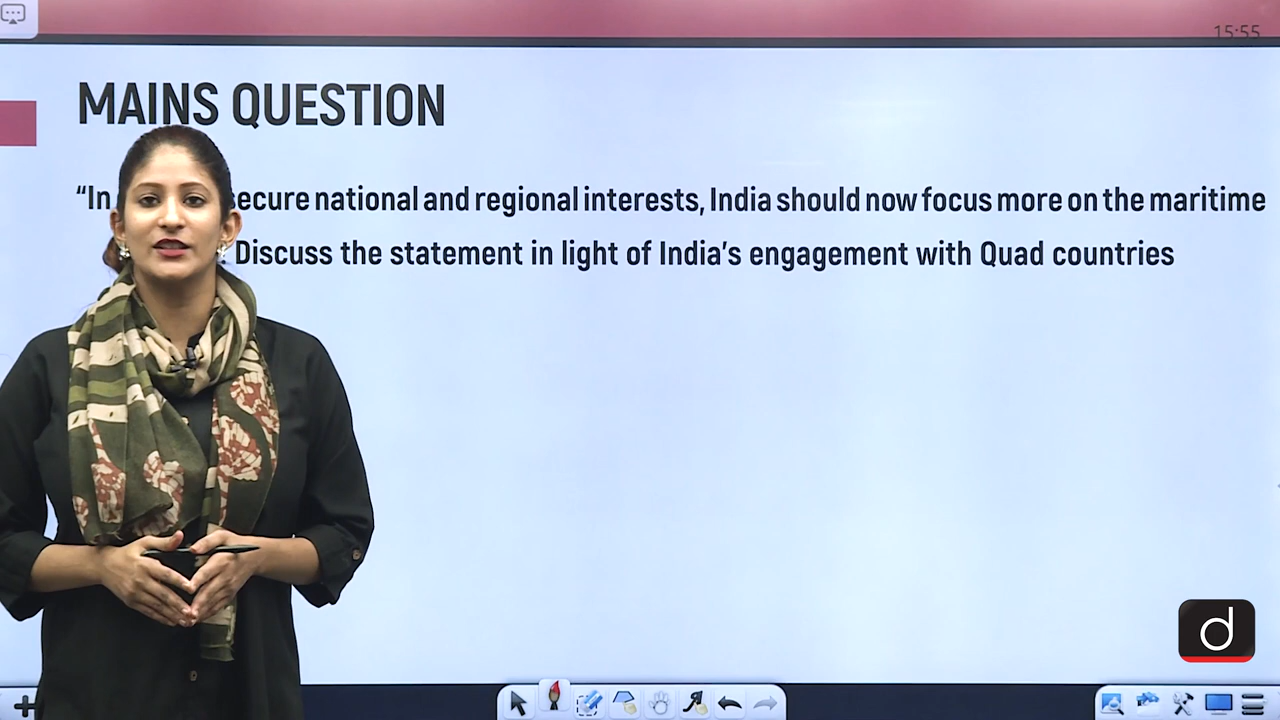 15:55
MAINS QUESTION
“In secure national and regional interests, India should now focus more on the maritime
. Discuss the statement in light of India’s engagement with Quad countries
d